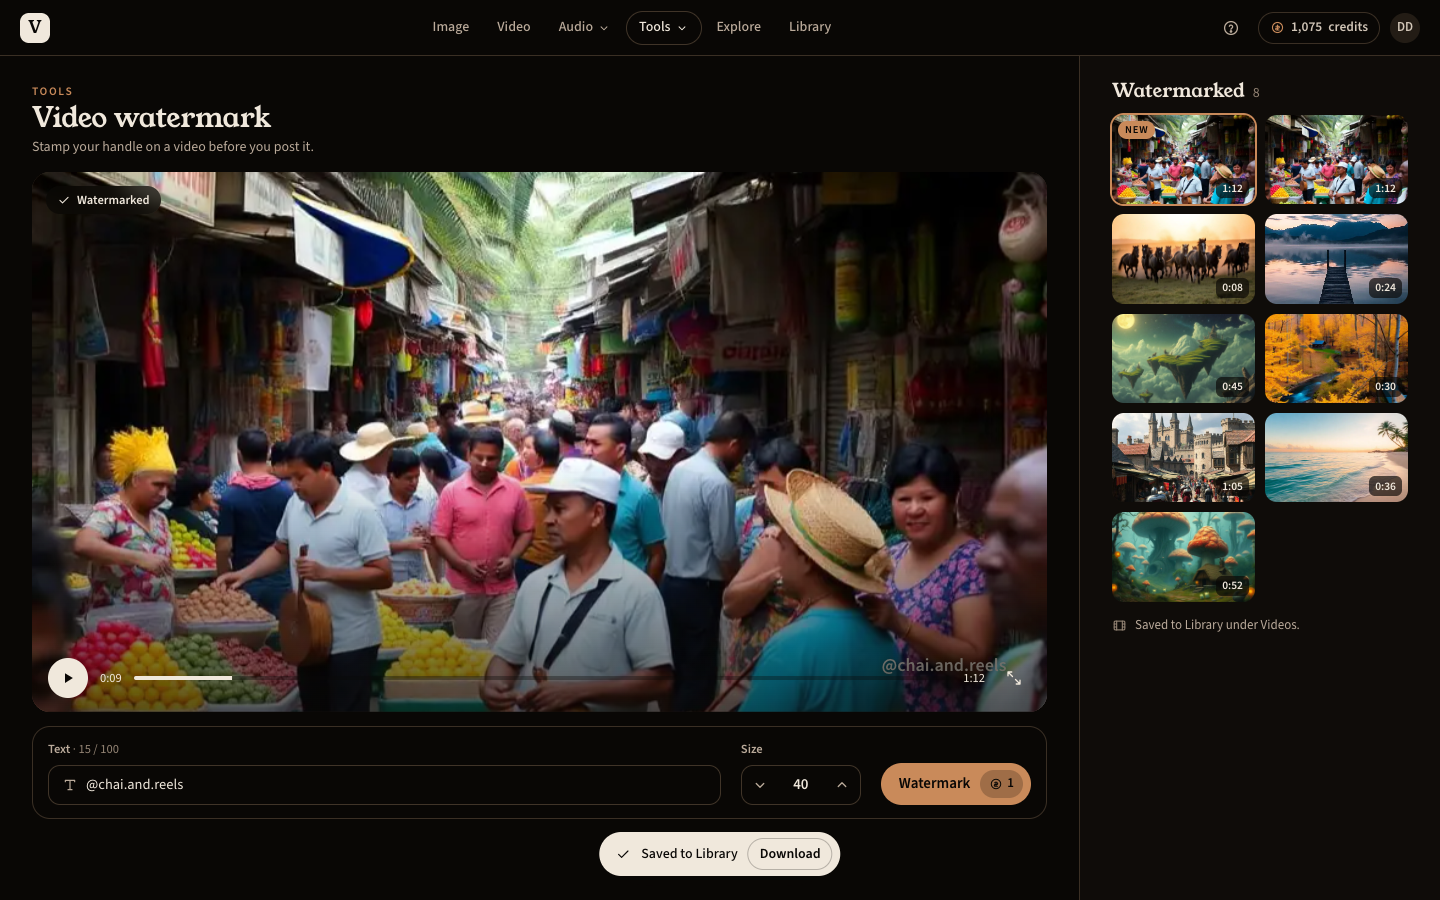 V
Image
Video
Audio
Tools
Explore
Library
1,075 credits
DD
TOOLS
Video watermark
Stamp your handle on a video before you post it.
Watermarked
@chai.and.reels
0:09
1:12
Text · 15 / 100
@chai.and.reels
Size
40
Watermark
1
Saved to Library
Download
Watermarked 8
NEW
1:12
1:12
0:08
0:24
0:45
0:30
1:05
0:36
0:52
Saved to Library under Videos.